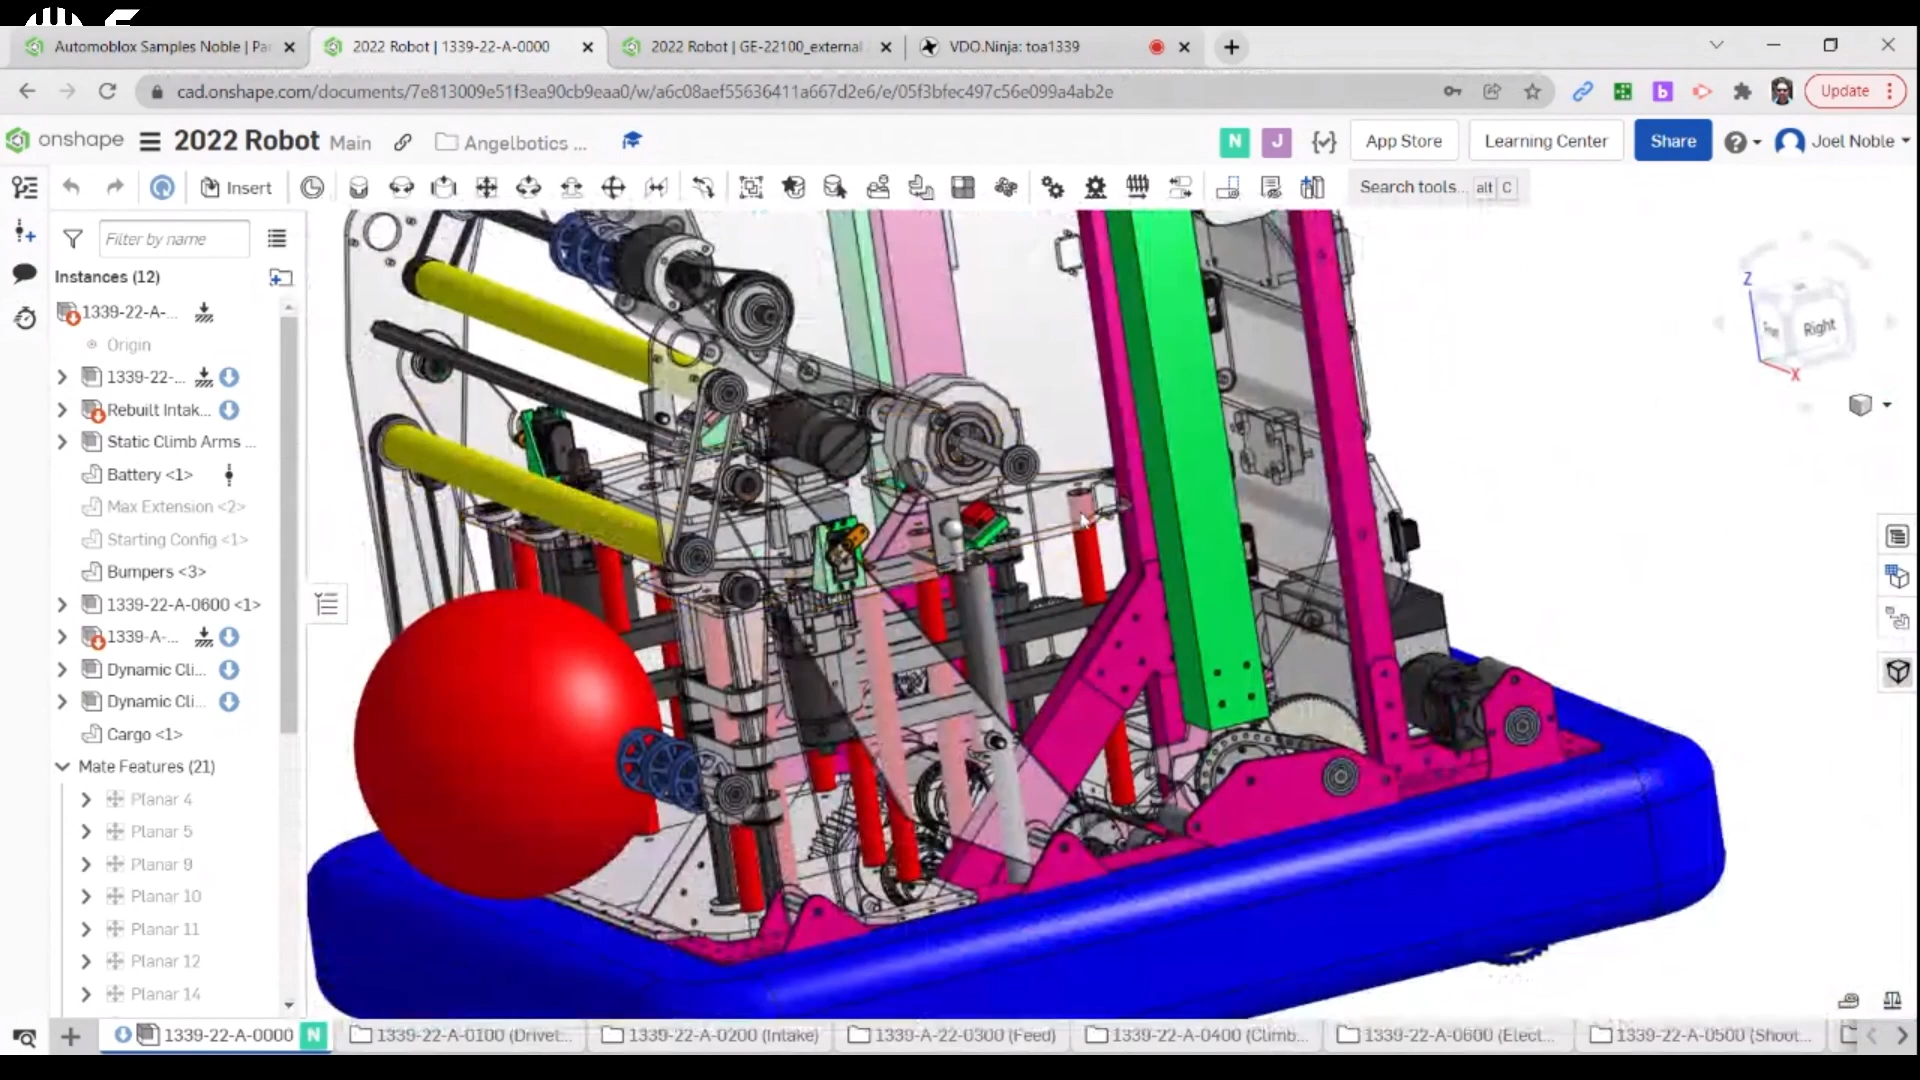 Automoblox Samples Noble | Pa
2022 Robot | 1339-22-A-0000
2022 Robot | GE-22100_external
VDO.Ninja: toa1339
cad.onshape.com/documents/7e813009e51f3ea90cb9eaa0/w/a6c08aef55636411a667d2e6/e/05f3bfec497c56e099a4ab2e
Update
onshape
2022 Robot Main
Angelbotics ...
N
J
App Store
Learning Center
Share
Joel Noble
Insert
Search tools... alt C
Filter by name
Instances (12)
1339-22-A-...
Origin
1339-22-...
Rebuilt Intak...
Static Climb Arms ...
Battery <1>
Max Extension <2>
Starting Config <1>
Bumpers <3>
1339-22-A-0600 <1>
1339-A-...
Dynamic Cli...
Dynamic Cli...
Cargo <1>
Mate Features (21)
Planar 4
Planar 5
Planar 9
Planar 10
Planar 11
Planar 12
Planar 14
Z
Right
X
1339-22-A-0000 N
1339-22-A-0100 (Drivet...
1339-22-A-0200 (Intake)
1339-A-22-0300 (Feed)
1339-22-A-0400 (Climb...
1339-22-A-0600 (Elect...
1339-22-A-0500 (Shoot...